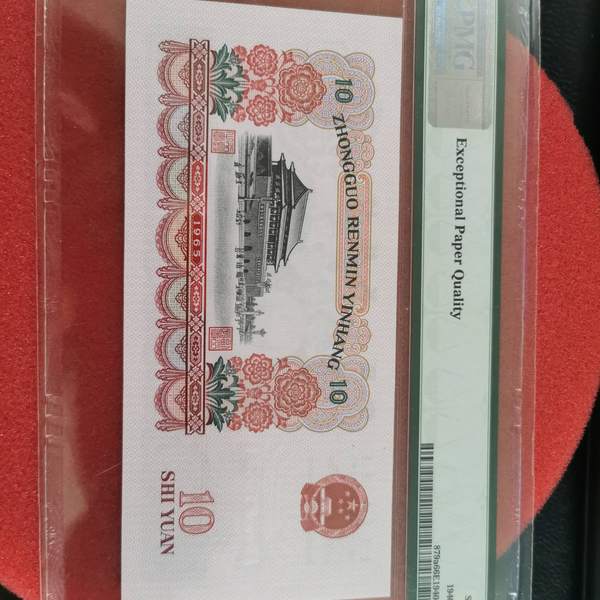 PMG
Exceptional Paper Quality
10 ZHONGGUO RENMIN YINHANG 10
1965
10
SHI YUAN